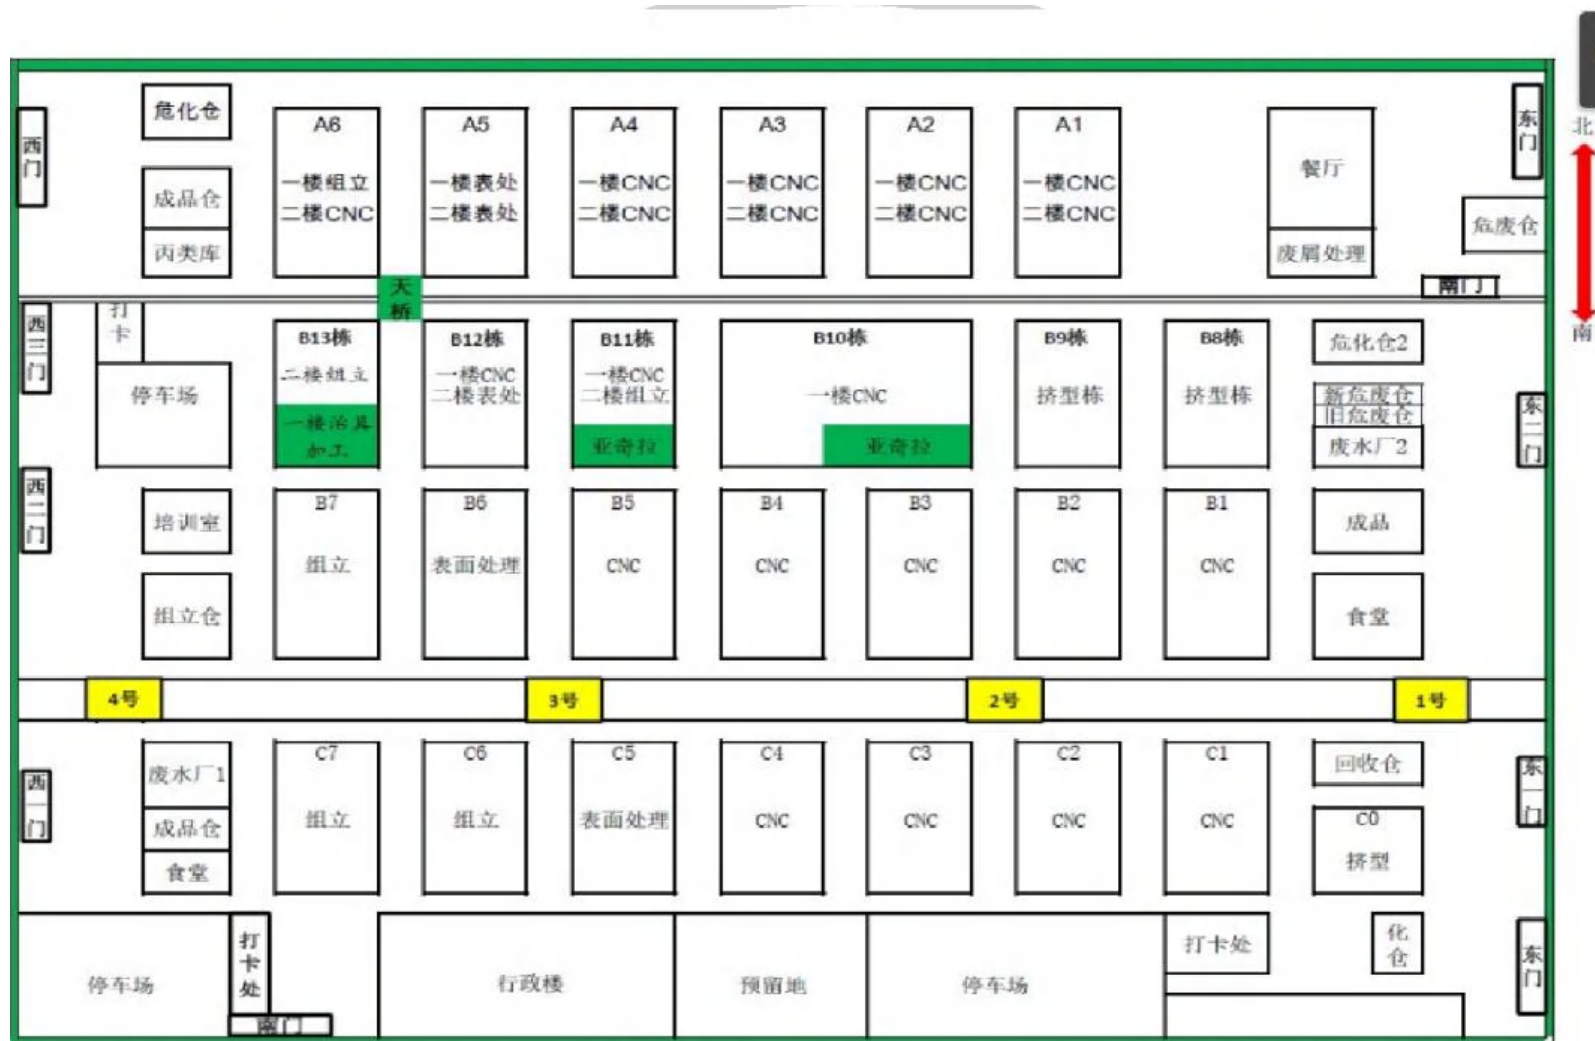 北
南
西门
危化仓
成品仓
丙类库
A6
一楼组立
二楼CNC
A5
一楼表处
二楼表处
A4
一楼CNC
二楼CNC
A3
一楼CNC
二楼CNC
A2
一楼CNC
二楼CNC
A1
一楼CNC
二楼CNC
餐厅
废屑处理
东门
危废仓
南门
天桥
西三门
打卡
停车场
B13栋
二楼组立
一楼治具
加工
B12栋
一楼CNC
二楼表处
B11栋
一楼CNC
二楼组立
亚奇拉
B10栋
一楼CNC
亚奇拉
B9栋
挤型栋
B8栋
挤型栋
危化仓2
新危废仓
旧危废仓
废水厂2
东二门
西二门
培训室
组立仓
B7
组立
B6
表面处理
B5
CNC
B4
CNC
B3
CNC
B2
CNC
B1
CNC
成品
食堂
4号
3号
2号
1号
西一门
废水厂1
成品仓
食堂
C7
组立
C6
组立
C5
表面处理
C4
CNC
C3
CNC
C2
CNC
C1
CNC
回收仓
C0
挤型
东一门
停车场
打卡处
南门
行政楼
预留地
停车场
打卡处
化仓
东门